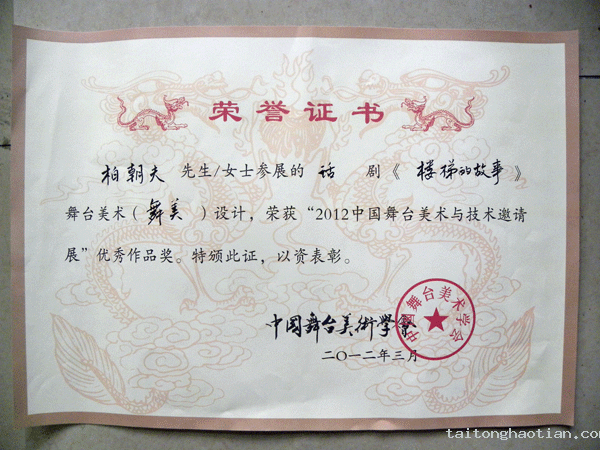 荣誉证书
柏朝夫 先生/女士参展的 话 剧《 楼梯的故事 》
舞台美术( 舞美 )设计，荣获“2012中国舞台美术与技术邀请
展”优秀作品奖。特颁此证，以资表彰。
中国舞台美術學會
中国舞台美术学会
二〇一二年三月
taitonghaotian.com